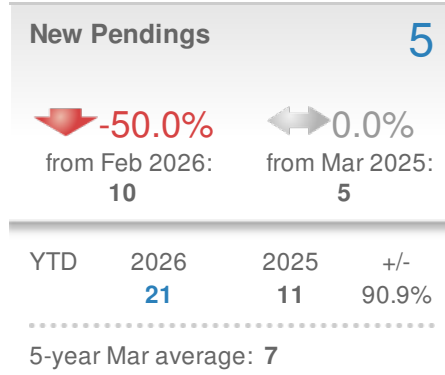 New Pendings 5
-50.0% 0.0%
from Feb 2026: from Mar 2025:
10 5
YTD 2026 2025 +/-
21 11 90.9%
5-year Mar average: 7